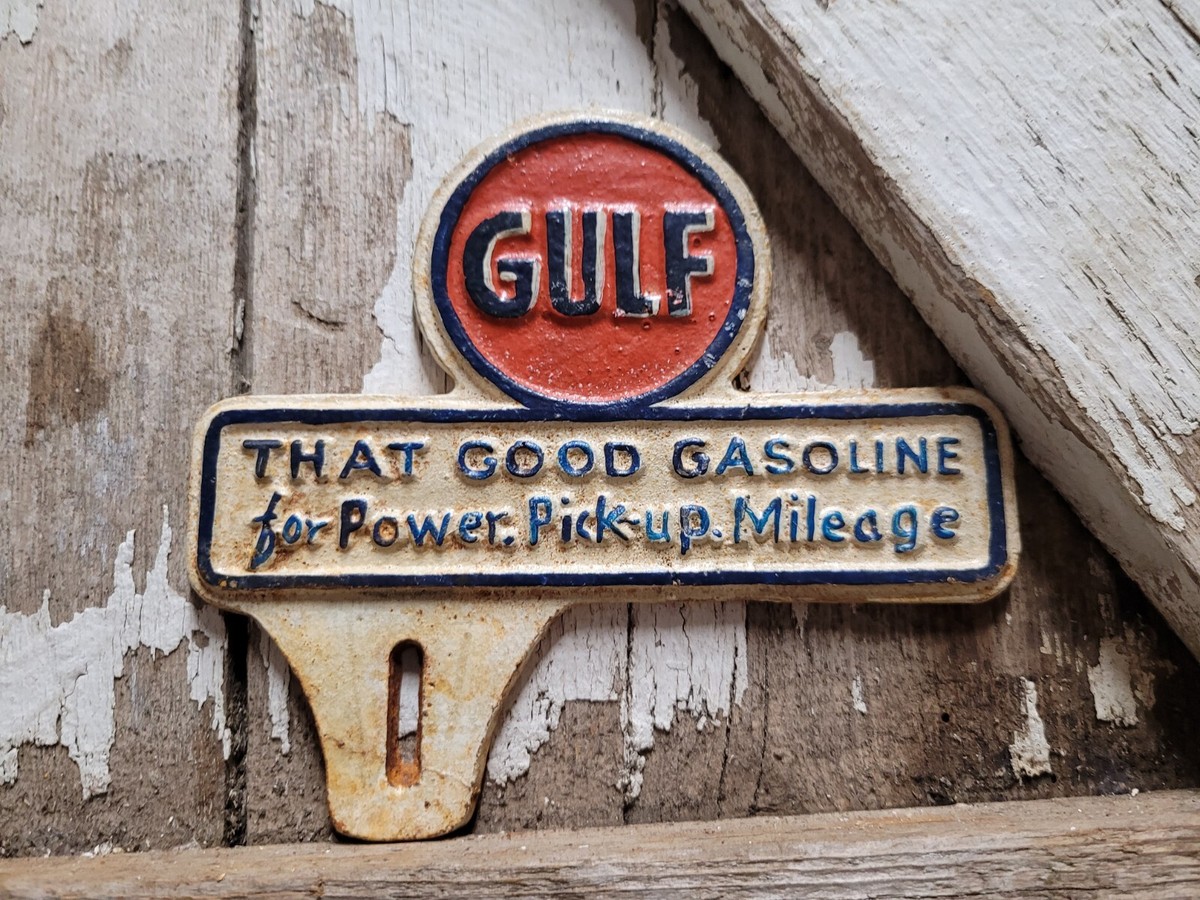 GULF
THAT GOOD GASOLINE
for Power. Pick-up. Mileage